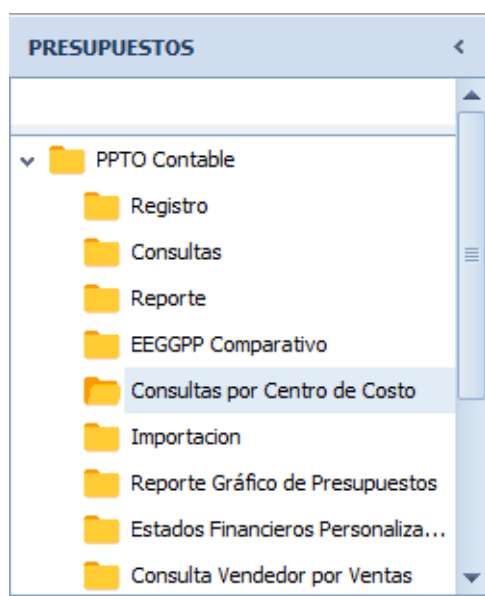 PRESUPUESTOS
PPTO Contable
Registro
Consultas
Reporte
EEGGPP Comparativo
Consultas por Centro de Costo
Importacion
Reporte Gráfico de Presupuestos
Estados Financieros Personaliza...
Consulta Vendedor por Ventas